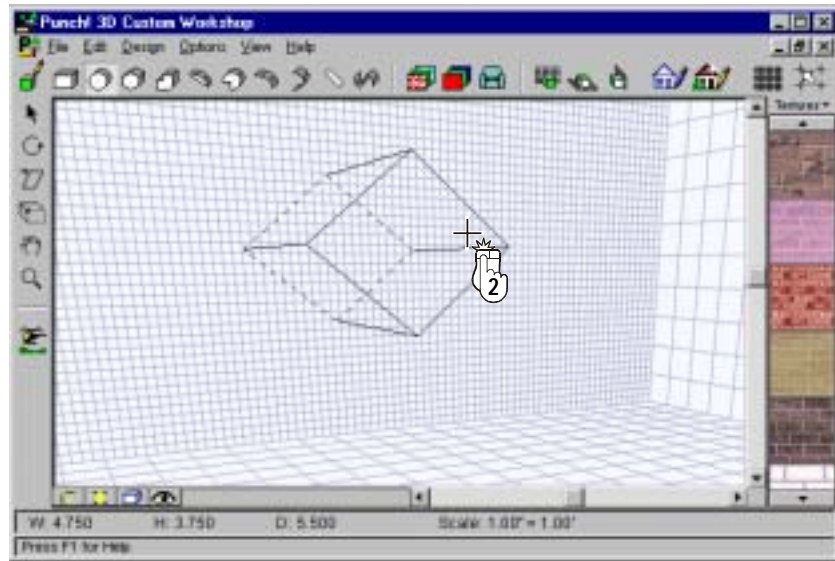 Punch! 3D Custom Workshop
File Edit Design Options View Help
Textures
2
W: 4.750 H: 3.750 D: 5.500 Scale: 1.00" = 1.00"
Press F1 for Help